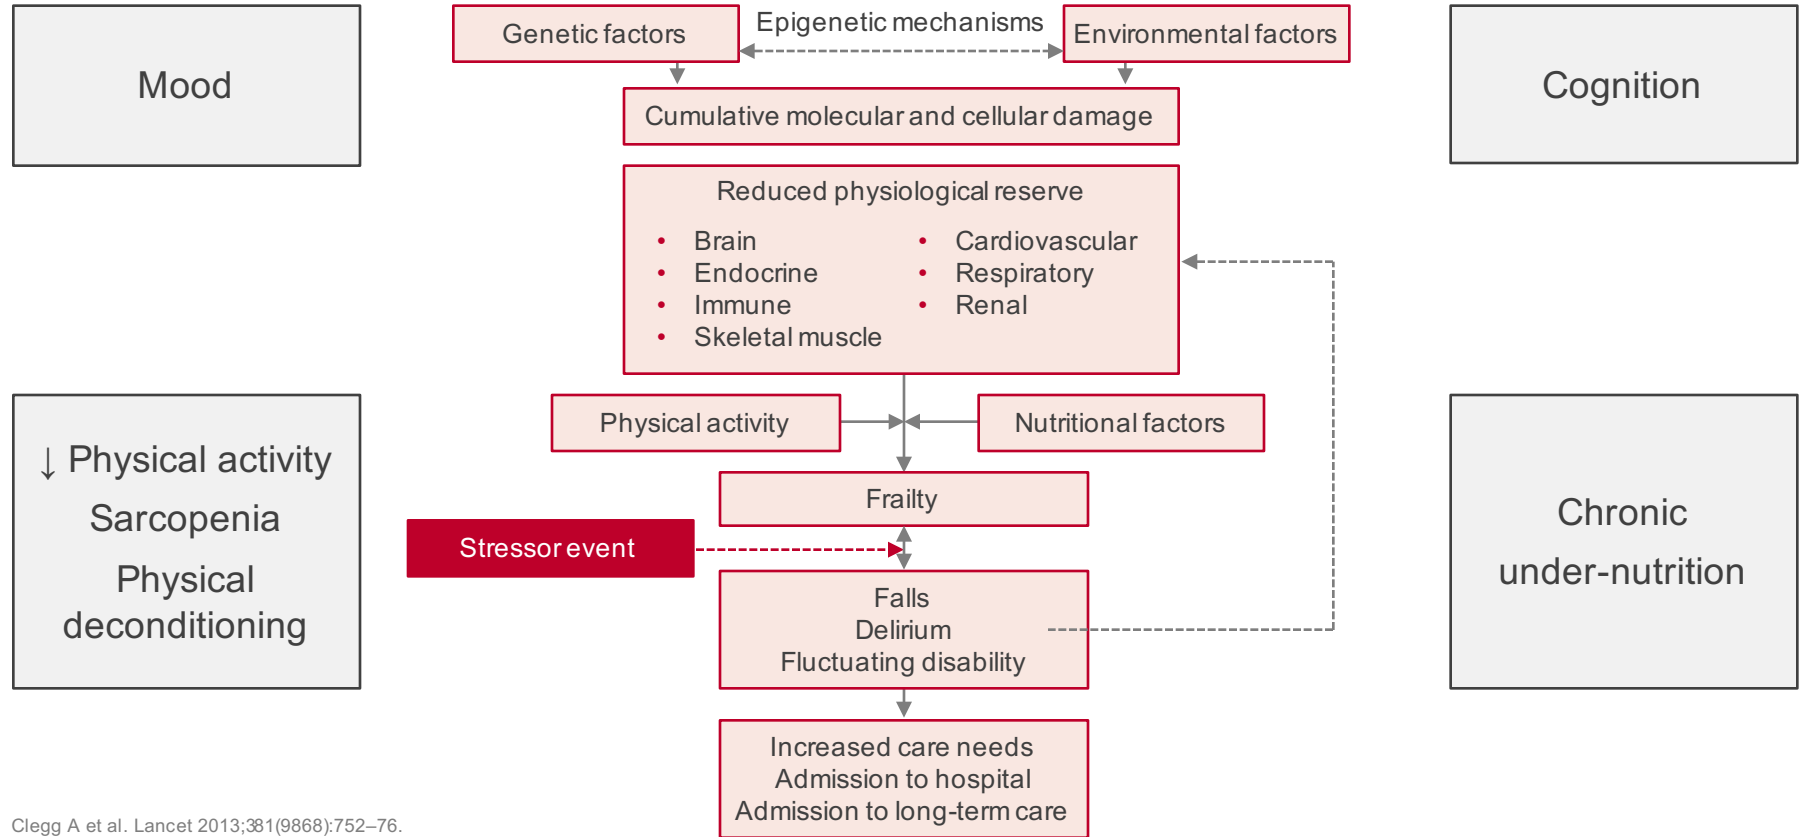 Mood
Genetic factors
Epigenetic mechanisms
Environmental factors
Cognition
Cumulative molecular and cellular damage
Reduced physiological reserve
• Brain
• Endocrine
• Immune
• Skeletal muscle
• Cardiovascular
• Respiratory
• Renal
Physical activity
Nutritional factors
↓ Physical activity
Sarcopenia
Physical
deconditioning
Frailty
Stressor event
Falls
Delirium
Fluctuating disability
Chronic
under-nutrition
Increased care needs
Admission to hospital
Admission to long-term care
Clegg A et al. Lancet 2013;381(9868):752–76.